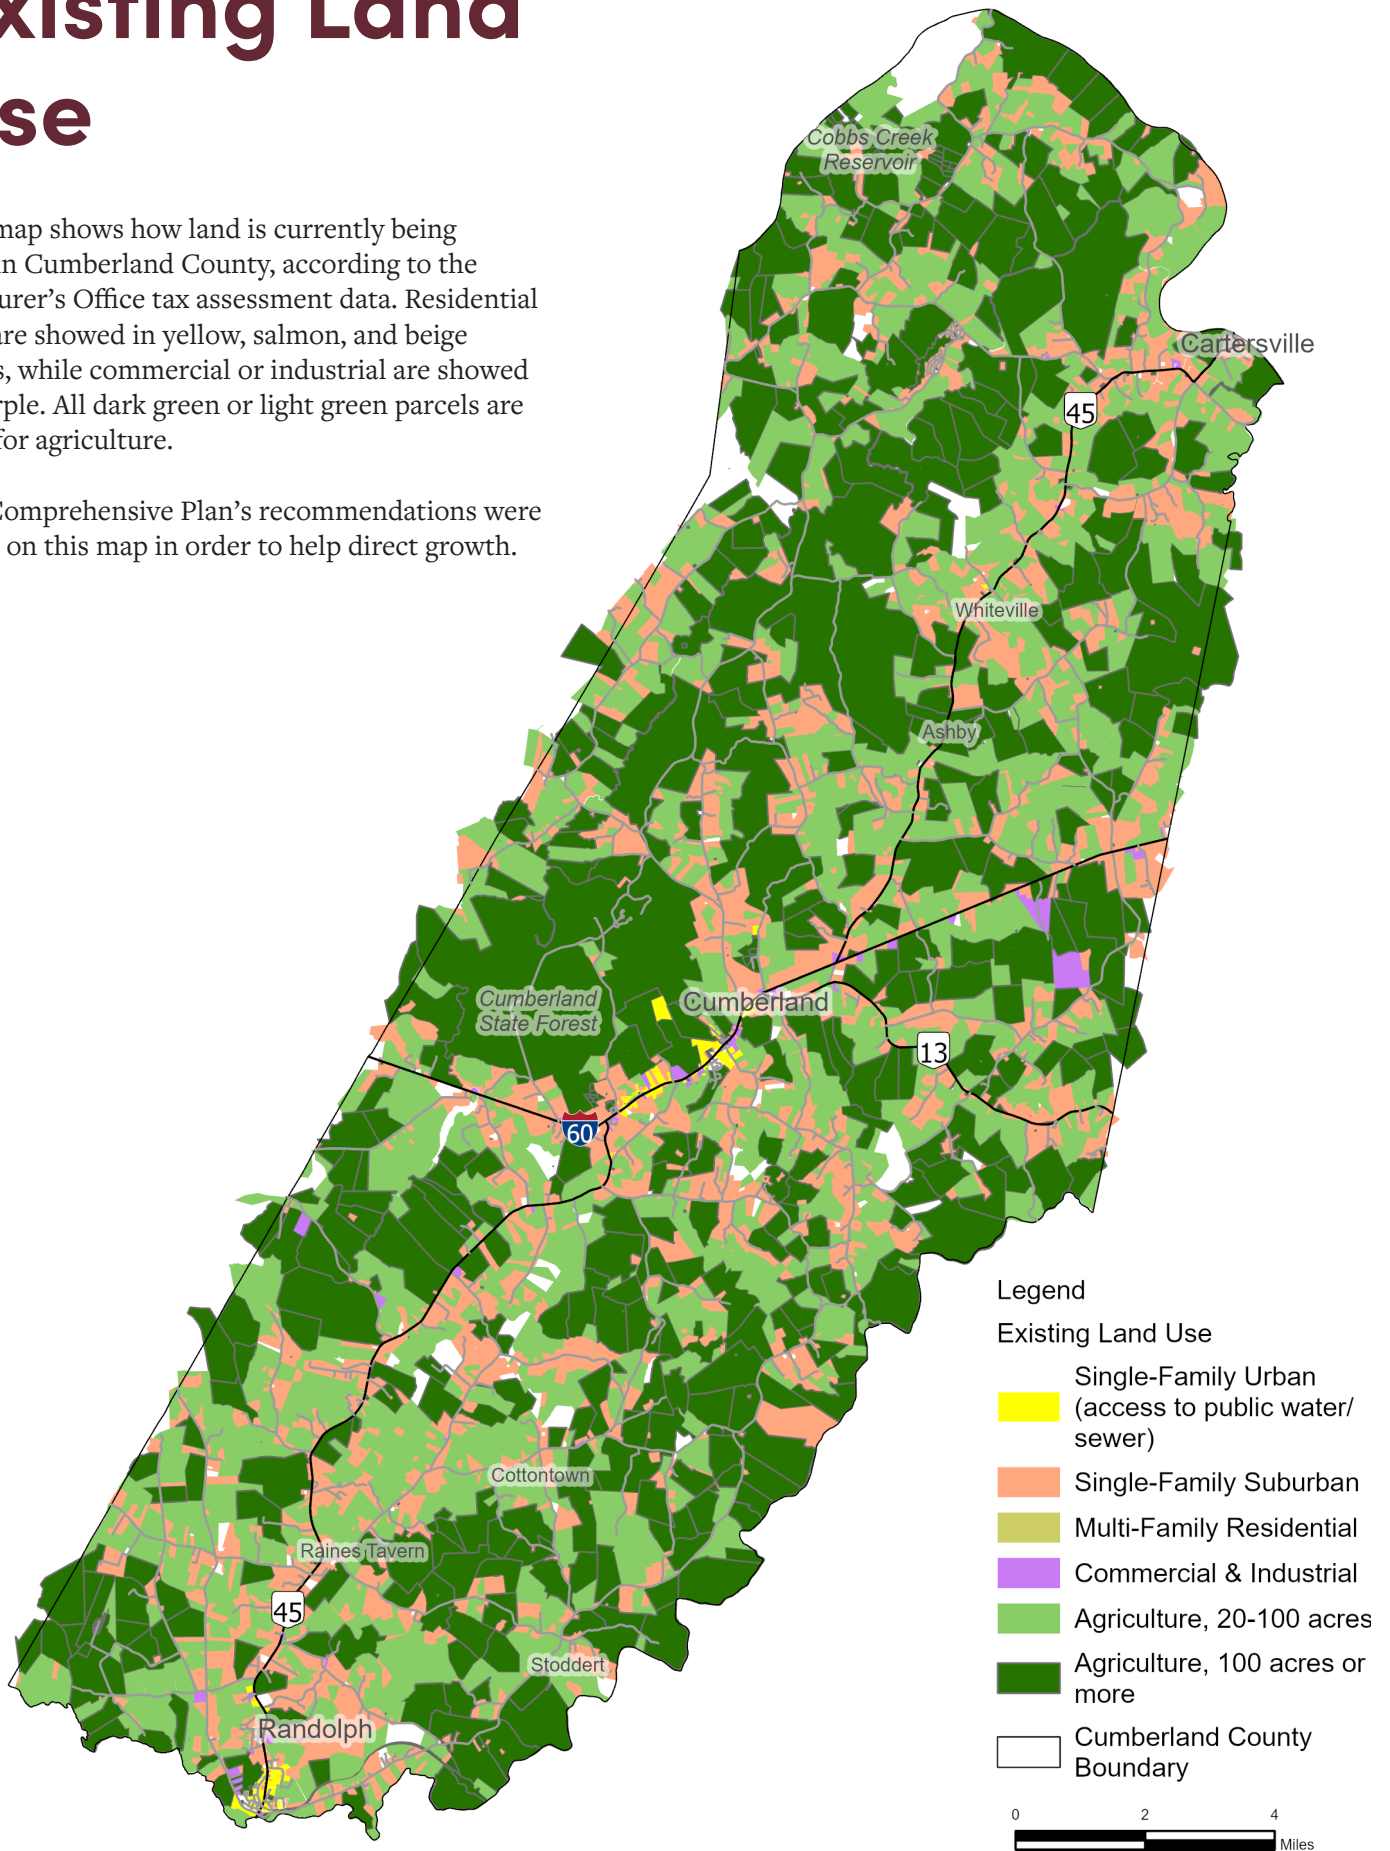 xisting Land
se
map shows how land is currently being
in Cumberland County, according to the
urer's Office tax assessment data. Residential
are showed in yellow, salmon, and beige
s, while commercial or industrial are showed
rple. All dark green or light green parcels are
for agriculture.
Comprehensive Plan's recommendations were
on this map in order to help direct growth.
Cobbs Creek
Reservoir
Cartersville
45
Whiteville
Ashby
Cumberland
State Forest
Cumberland
13
60
Cottontown
Raines Tavern
45
Stoddert
Randolph
Legend
Existing Land Use
Single-Family Urban
(access to public water/
sewer)
Single-Family Suburban
Multi-Family Residential
Commercial & Industrial
Agriculture, 20-100 acres
Agriculture, 100 acres or
more
Cumberland County
Boundary
0 2 4
Miles